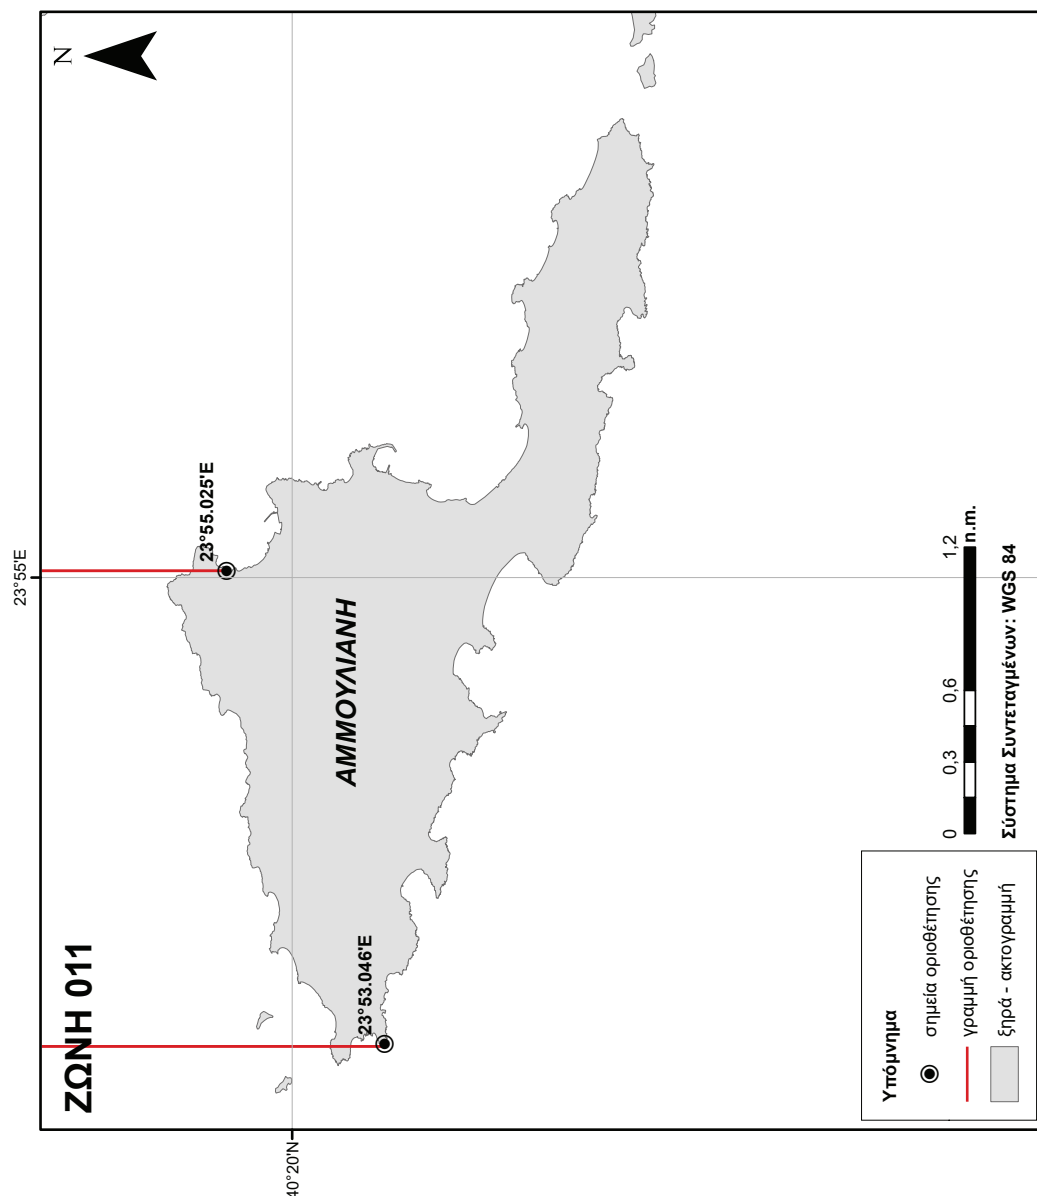 ΖΩΝΗ 011
N
23°55'E
40°20'N
23°55.025'E
23°53.046'E
ΑΜΜΟΥΛΙΑΝΗ
Υπόμνημα
σημεία οριοθέτησης
γραμμή οριοθέτησης
ξηρά - ακτογραμμή
0 0,3 0,6 1,2
n.m.
Σύστημα Συντεταγμένων: WGS 84